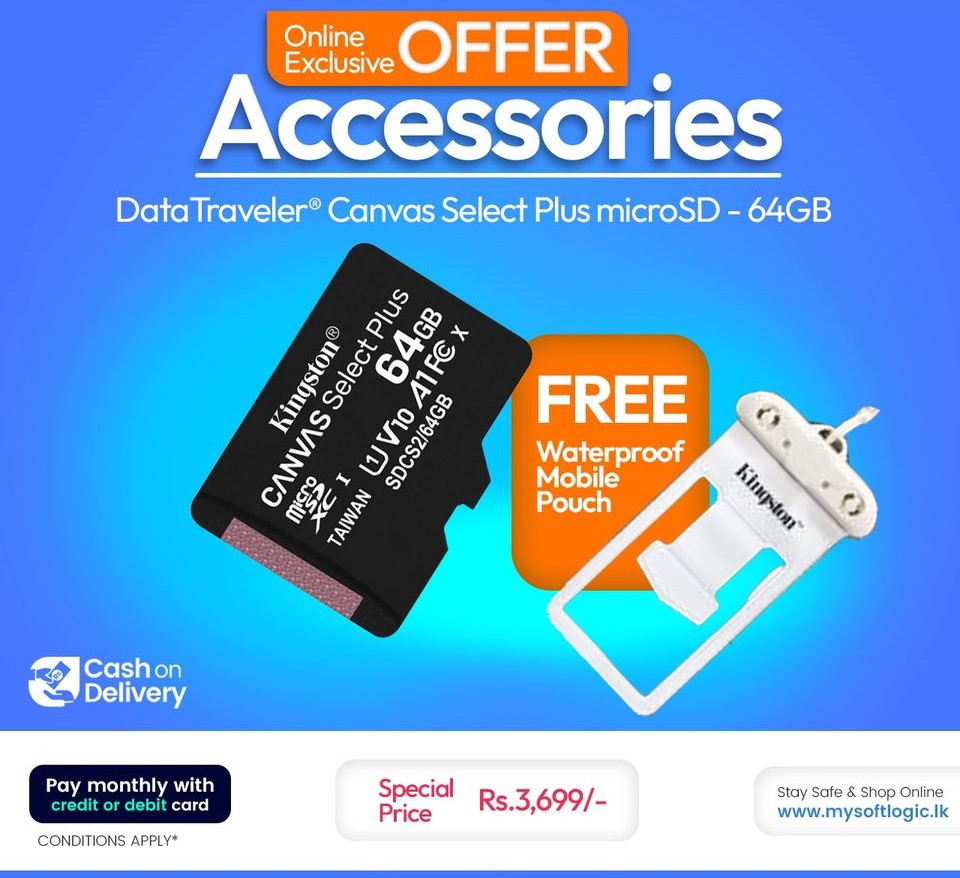 Online
Exclusive OFFER
Accessories
DataTraveler® Canvas Select Plus microSD - 64GB
Kingston®
CANVAS Select Plus
64GB
micro
SD
XC I
U1 V10 A1 FC X
TAIWAN
SDCS2/64GB
FREE
Waterproof
Mobile
Pouch
Kingston™
Cash on
Delivery
Pay monthly with
credit or debit card
CONDITIONS APPLY*
Special
Price
Rs.3,699/-
Stay Safe & Shop Online
www.mysoftlogic.lk